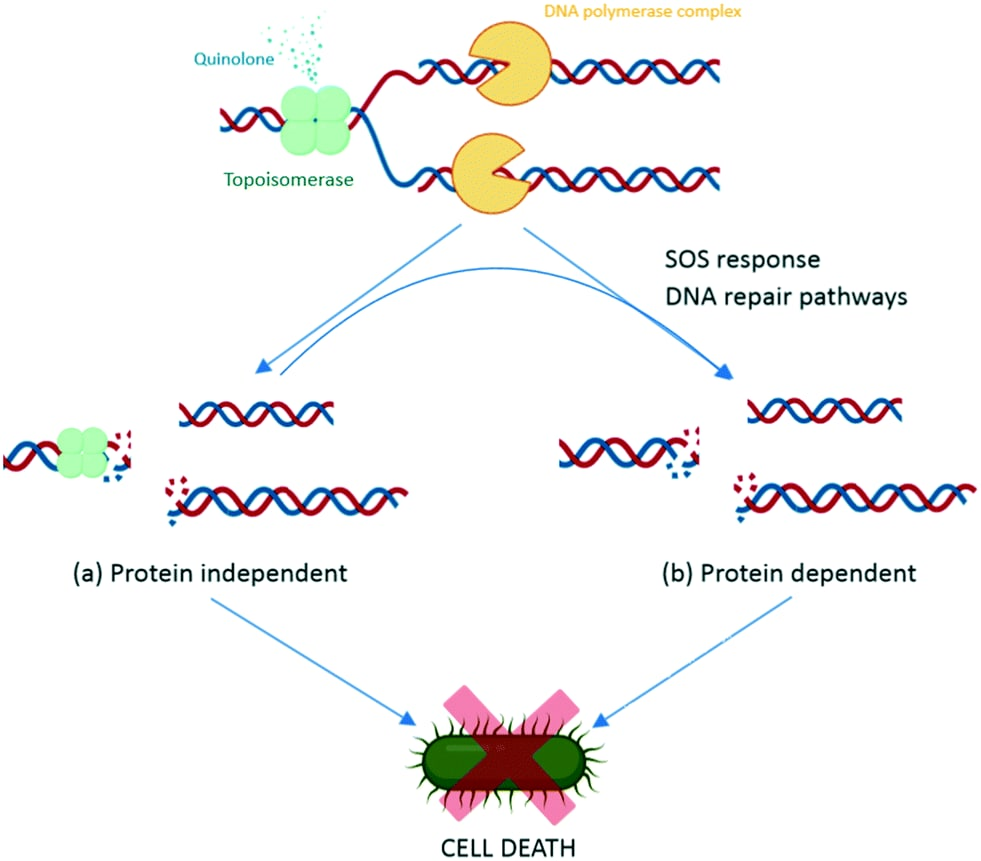 DNA polymerase complex
Quinolone
Topoisomerase
SOS response
DNA repair pathways
(a) Protein independent
(b) Protein dependent
CELL DEATH